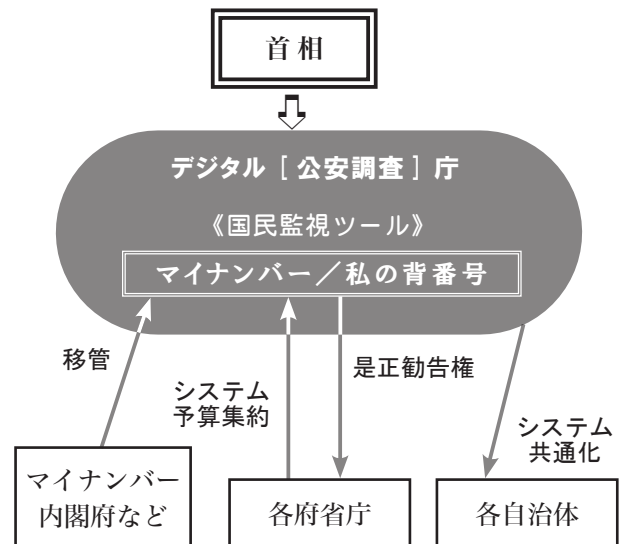 首相
デジタル［公安調査］庁
《国民監視ツール》
マイナンバー／私の背番号
移管
システム
予算集約
是正勧告権
システム
共通化
マイナンバー
内閣府など
各府省庁
各自治体